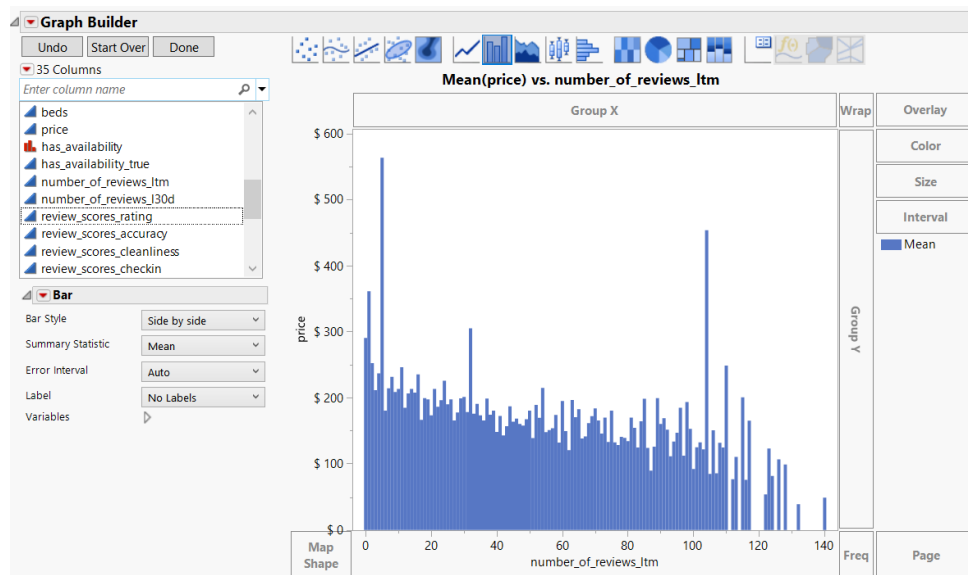 Graph Builder
Undo Start Over Done
35 Columns
Enter column name
beds
price
has_availability
has_availability_true
number_of_reviews_ltm
number_of_reviews_l30d
review_scores_rating
review_scores_accuracy
review_scores_cleanliness
review_scores_checkin
Bar
Bar Style Side by side
Summary Statistic Mean
Error Interval Auto
Label No Labels
Variables
Mean(price) vs. number_of_reviews_ltm
Group X Wrap Overlay
Color
Size
Interval
Mean
$ 600
$ 500
$ 400
$ 300
$ 200
$ 100
$ 0
price
Group Y
0 20 40 60 80 100 120 140
number_of_reviews_ltm
Map
Shape
Freq
Page